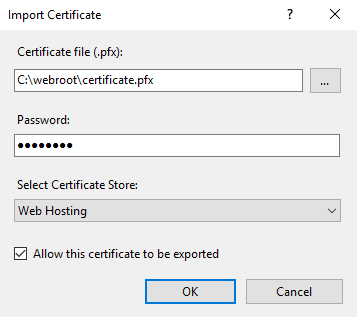 Import Certificate
?
Certificate file (.pfx):
C:\webroot\certificate.pfx
...
Password:
●●●●●●●●
Select Certificate Store:
Web Hosting
Allow this certificate to be exported
OK
Cancel